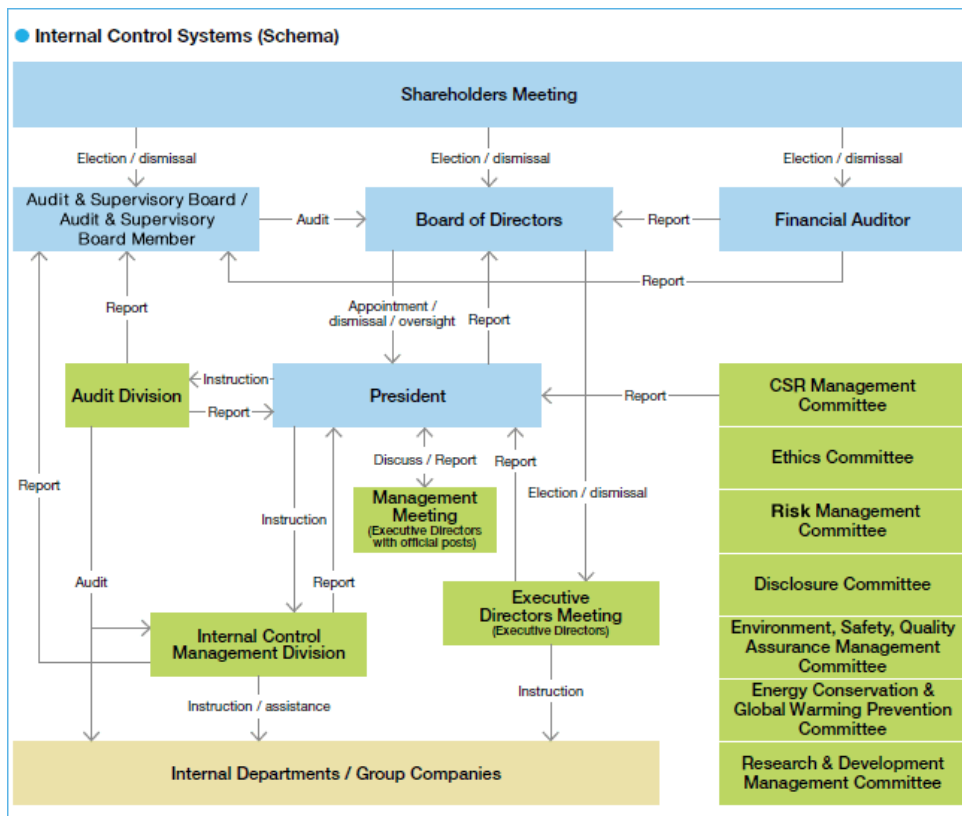 Internal Control Systems (Schema)
Shareholders Meeting
Election / dismissal
Election / dismissal
Election / dismissal
Audit & Supervisory Board /
Audit & Supervisory
Board Member
Audit
Board of Directors
Report
Financial Auditor
Report
Report
Appointment /
dismissal / oversight
Report
Audit Division
Instruction
Report
President
Report
CSR Management
Committee
Ethics Committee
Risk Management
Committee
Disclosure Committee
Environment, Safety, Quality
Assurance Management
Committee
Energy Conservation &
Global Warming Prevention
Committee
Research & Development
Management Committee
Discuss / Report
Report
Election / dismissal
Management
Meeting
(Executive Directors
with official posts)
Report
Instruction
Report
Audit
Executive
Directors Meeting
(Executive Directors)
Internal Control
Management Division
Instruction / assistance
Instruction
Internal Departments / Group Companies